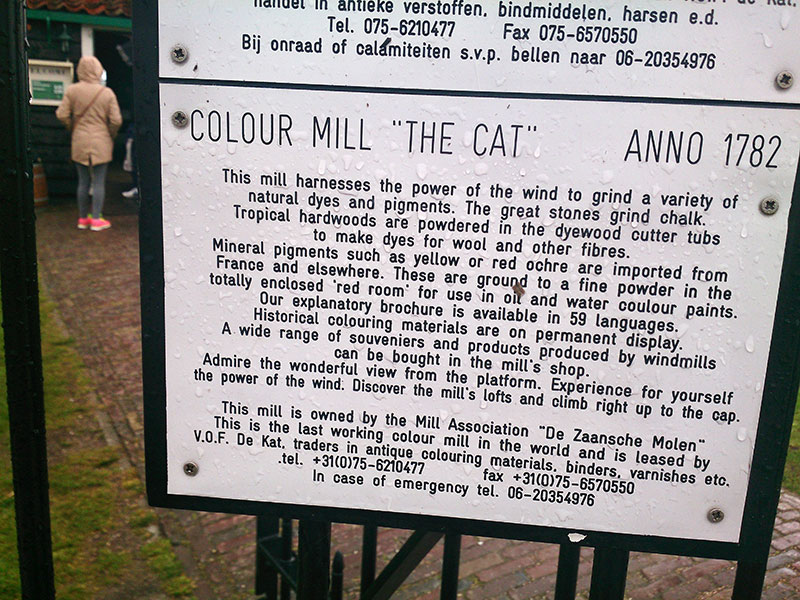 handel in antieke verstoffen, bindmiddelen, harsen e.d.
Tel. 075-6210477 Fax 075-6570550
Bij onraad of calamiteiten s.v.p. bellen naar 06-20354976
COLOUR MILL "THE CAT" ANNO 1782
This mill harnesses the power of the wind to grind a variety of
natural dyes and pigments. The great stones grind chalk.
Tropical hardwoods are powdered in the dyewood cutter tubs
to make dyes for wool and other fibres.
Mineral pigments such as yellow or red ochre are imported from
France and elsewhere. These are ground to a fine powder in the
totally enclosed 'red room' for use in oil and water coulour paints.
Our explanatory brochure is available in 59 languages.
Historical colouring materials are on permanent display.
A wide range of souveniers and products produced by windmills
can be bought in the mill's shop.
Admire the wonderful view from the platform. Experience for yourself
the power of the wind. Discover the mill's lofts and climb right up to the cap.
This mill is owned by the Mill Association "De Zaansche Molen"
This is the last working colour mill in the world and is leased by
V.O.F. De Kat, traders in antique colouring materials, binders, varnishes etc.
.tel. +31(0)75-6210477 fax +31(0)75-6570550
In case of emergency tel. 06-20354976